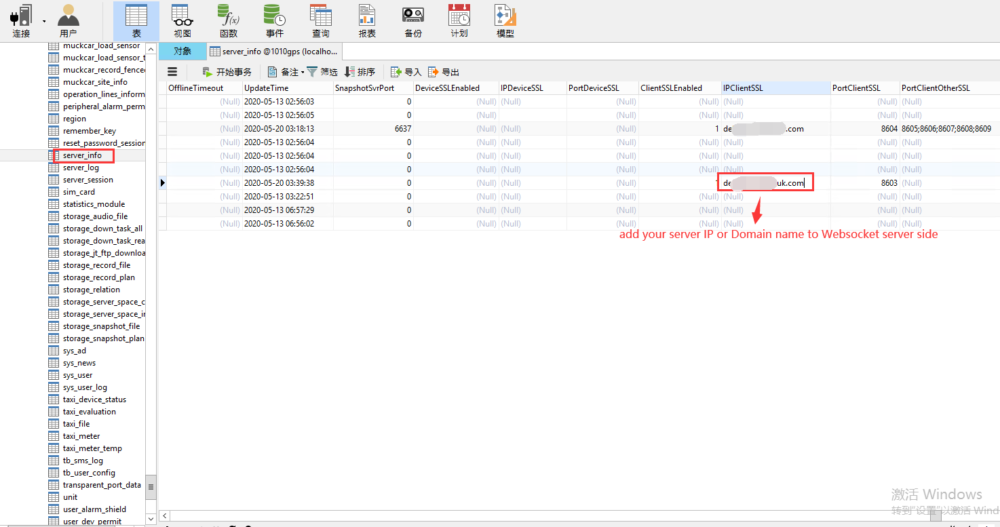 连接 用户 表 视图 函数 事件 查询 报表 备份 计划 模型
对象 server_info @1010gps (localho...
开始事务 备注 筛选 排序 导入 导出
muckcar_load_sensor
muckcar_load_sensor_t
muckcar_record_fence
muckcar_site_info
operation_lines_inform
peripheral_alarm_perm
region
remember_key
reset_password_session
server_info
server_log
server_session
sim_card
statistics_module
storage_audio_file
storage_down_task_all
storage_down_task_rea
storage_jt_ftp_downloa
storage_record_file
storage_record_plan
storage_relation
storage_server_space_c
storage_server_space_i
storage_snapshot_file
storage_snapshot_plan
sys_ad
sys_news
sys_user
sys_user_log
taxi_device_status
taxi_evaluation
taxi_file
taxi_meter
taxi_meter_temp
tb_sms_log
tb_user_config
transparent_port_data
unit
user_alarm_shield
user_dev_permit
OfflineTimeout UpdateTime SnapshotSvrPort DeviceSSLEnabled IPDeviceSSL PortDeviceSSL ClientSSLEnabled IPClientSSL PortClientSSL PortClientOtherSSL
(Null) 2020-05-13 02:56:03 0 (Null) (Null) (Null) (Null) (Null) (Null) (Null)
(Null) 2020-05-13 02:56:05 0 (Null) (Null) (Null) (Null) (Null) (Null)
(Null) 2020-05-20 03:18:13 6637 (Null) (Null) (Null) 1 de .com 8604 8605;8606;8607;8608;8609
(Null) 2020-05-13 02:56:04 0 (Null) (Null) (Null) (Null) (Null) (Null) (Null)
(Null) 2020-05-13 02:56:04 0 (Null) (Null) (Null) (Null) (Null) (Null) (Null)
(Null) 2020-05-13 02:56:04 0 (Null) (Null) (Null) (Null) (Null) (Null) (Null)
(Null) 2020-05-20 03:39:38 0 (Null) (Null) (Null) 1 de uk.com 8603 (Null)
(Null) 2020-05-13 03:22:51 0 (Null) (Null) (Null) (Null) (Null) (Null) (Null)
(Null) 2020-05-13 06:57:29 0 (Null) (Null) (Null) (Null) (Null) (Null) (Null)
(Null) 2020-05-13 06:56:02 0 (Null) (Null) (Null) (Null) (Null) (Null) (Null)
add your server IP or Domain name to Websocket server side
激活 Windows
转到"设置"以激活 Wind